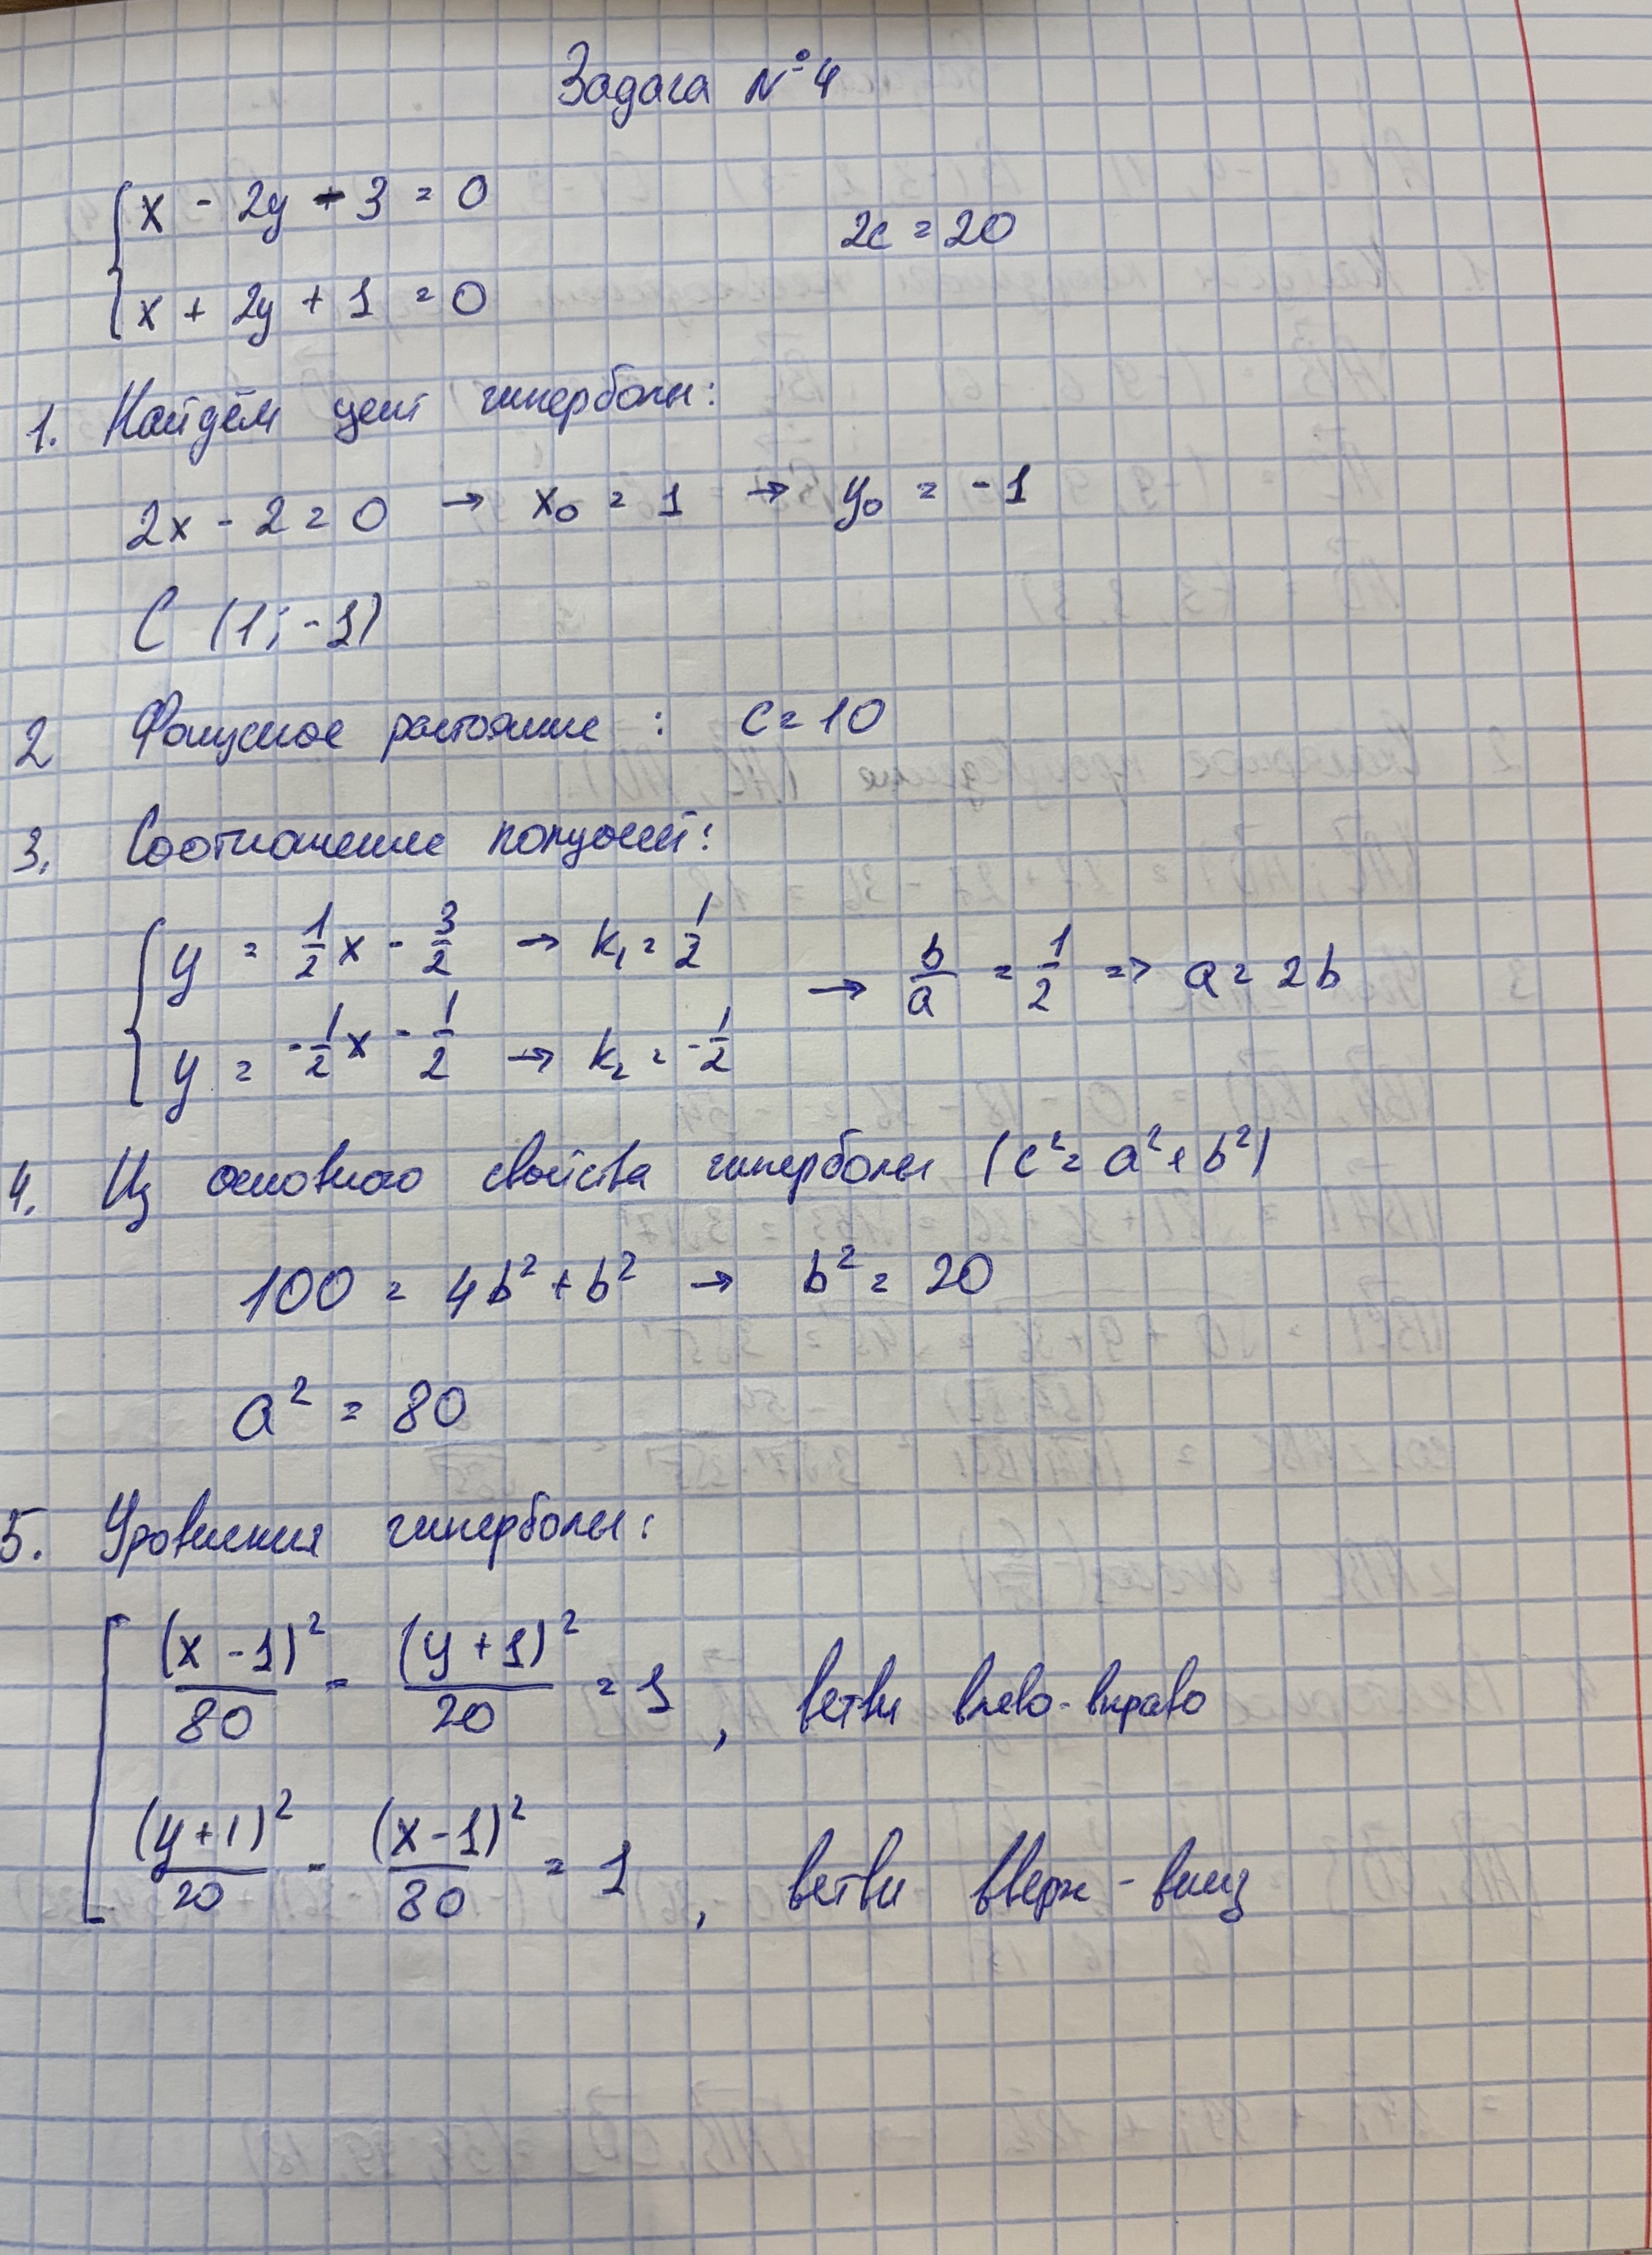 Задача №4
x - 2y - 3 = 0
2c = 20
x + 2y + 1 = 0
1. Найдём цент гиперболы:
2x - 2 = 0 → x₀ = 1 → y₀ = -1
C (1; -1)
2 Фокусное растояние : c = 10
3. Соотношение полуосей:
y = 1/2 x - 3/2 → k₁ = 1/2
→ b/a = 1/2 => a = 2b
y = -1/2 x - 1/2 → k₂ = -1/2
4. Из основного свойства гиперболы (c² = a² + b²)
100 = 4b² + b² → b² = 20
a² = 80
5. Уровнения гиперболы:
(x - 1)²/80 - (y + 1)²/20 = 1, ветви влево-вправо
(y + 1)²/20 - (x - 1)²/80 = 1, ветви вверх - вниз